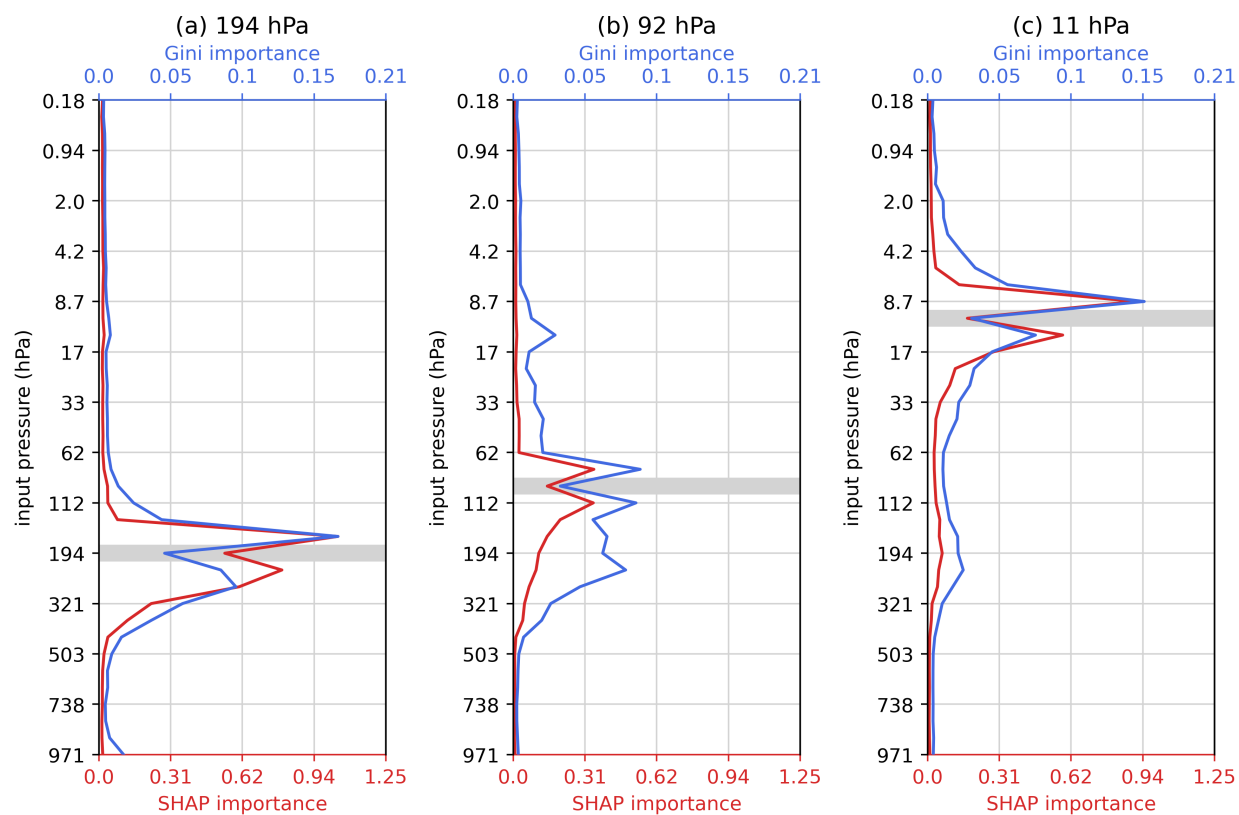 (a) 194 hPa
Gini importance
0.0 0.05 0.1 0.15 0.21
0.18
0.94
2.0
4.2
8.7
17
33
62
112
194
321
503
738
971
input pressure (hPa)
0.0 0.31 0.62 0.94 1.25
SHAP importance
(b) 92 hPa
Gini importance
0.0 0.05 0.1 0.15 0.21
0.18
0.94
2.0
4.2
8.7
17
33
62
112
194
321
503
738
971
input pressure (hPa)
0.0 0.31 0.62 0.94 1.25
SHAP importance
(c) 11 hPa
Gini importance
0.0 0.05 0.1 0.15 0.21
0.18
0.94
2.0
4.2
8.7
17
33
62
112
194
321
503
738
971
input pressure (hPa)
0.0 0.31 0.62 0.94 1.25
SHAP importance